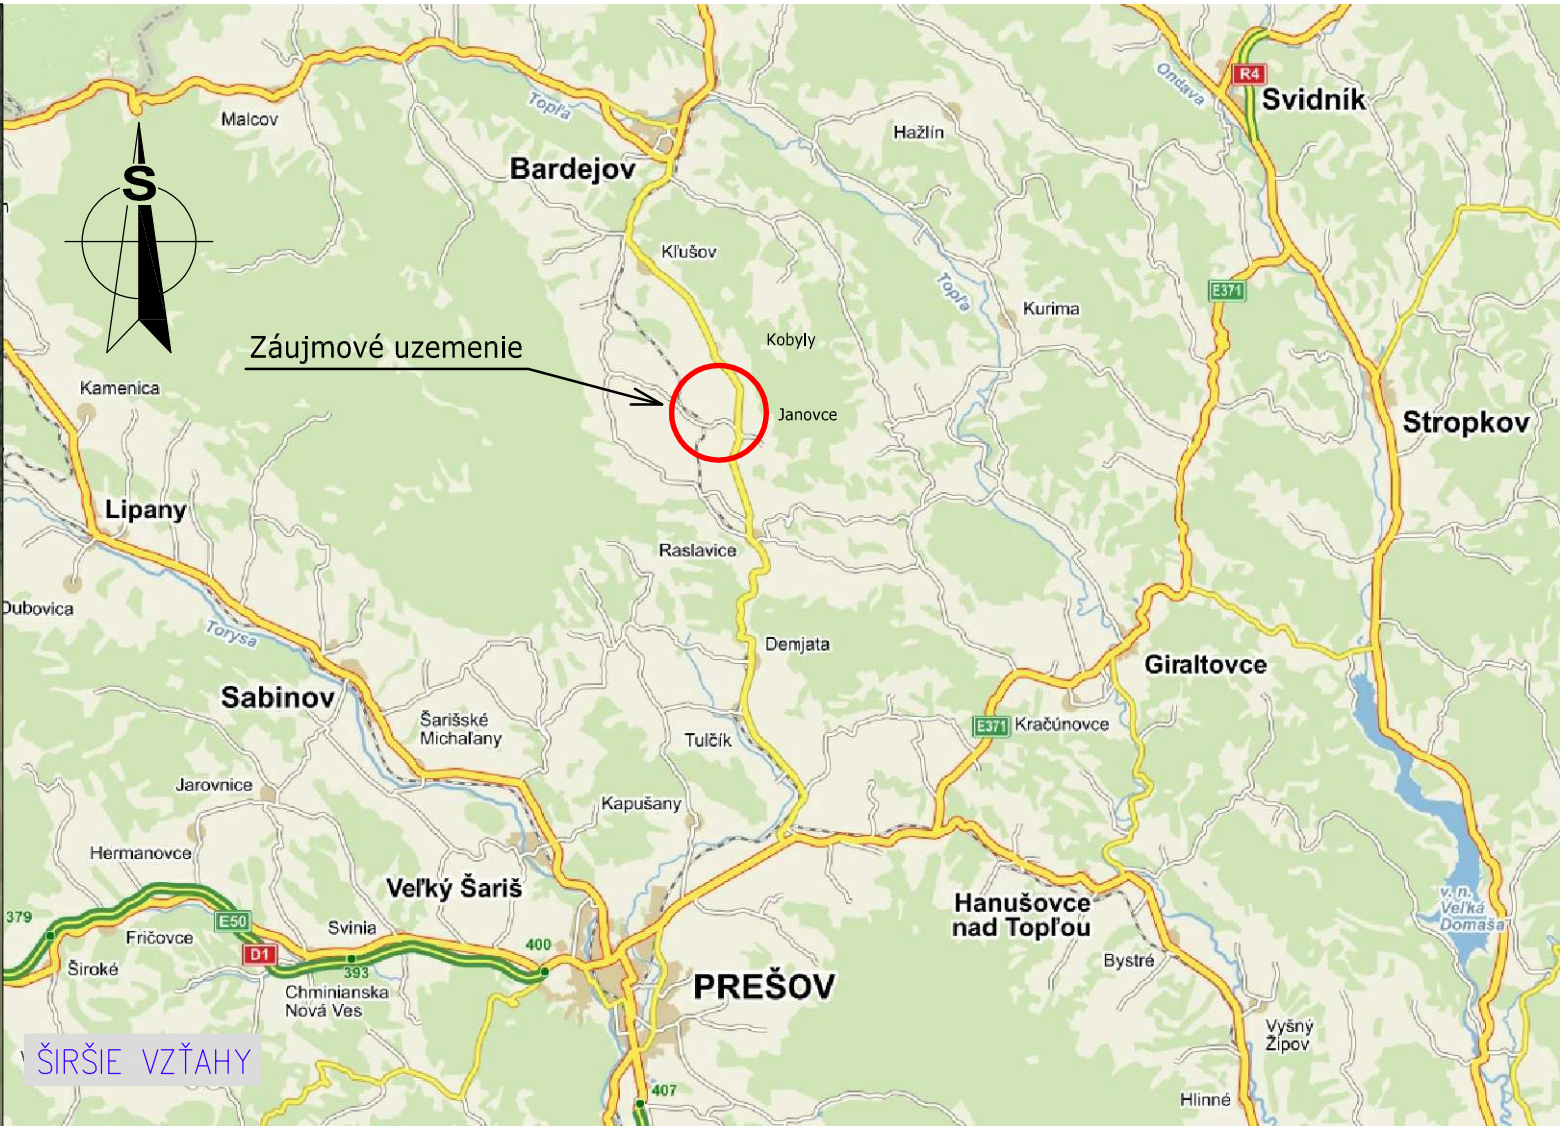 R4
Svidník
Ondava
Topľa
Malcov
Hažlín
Bardejov
S
Kľušov
Topľa
E371
Kurima
Záujmové uzemenie
Kobyly
Kamenica
Janovce
Stropkov
Lipany
Raslavice
Dubovica
Torysa
Demjata
Giraltovce
Sabinov
Šarišské
Michaľany
Tulčík
E371
Kračúnovce
Jarovnice
Kapušany
Hermanovce
Veľký Šariš
Hanušovce
nad Topľou
v. n.
Veľká
Domaša
379
E50
Svinia
Fričovce
400
D1
Široké
393
Bystré
Chminianska
Nová Ves
PREŠOV
Vyšný
Žipov
ŠIRŠIE VZŤAHY
407
Hlinné